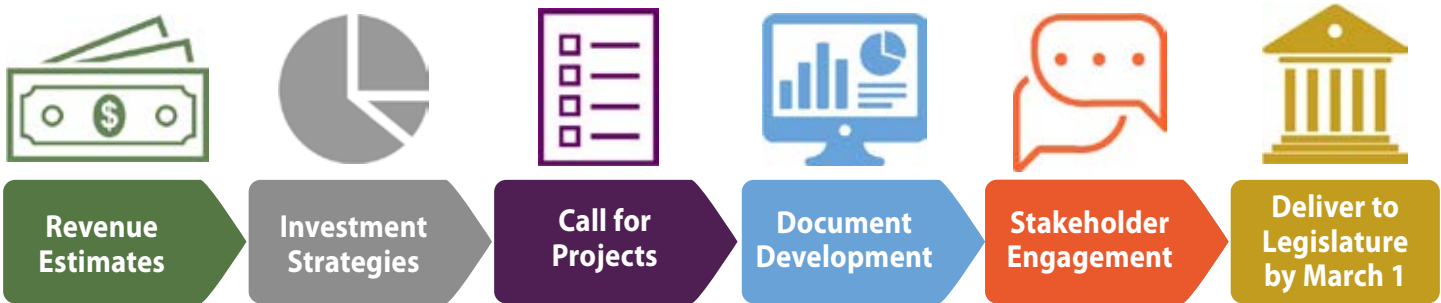 $
Revenue
Estimates
Investment
Strategies
Call for
Projects
Document
Development
Stakeholder
Engagement
Deliver to
Legislature
by March 1